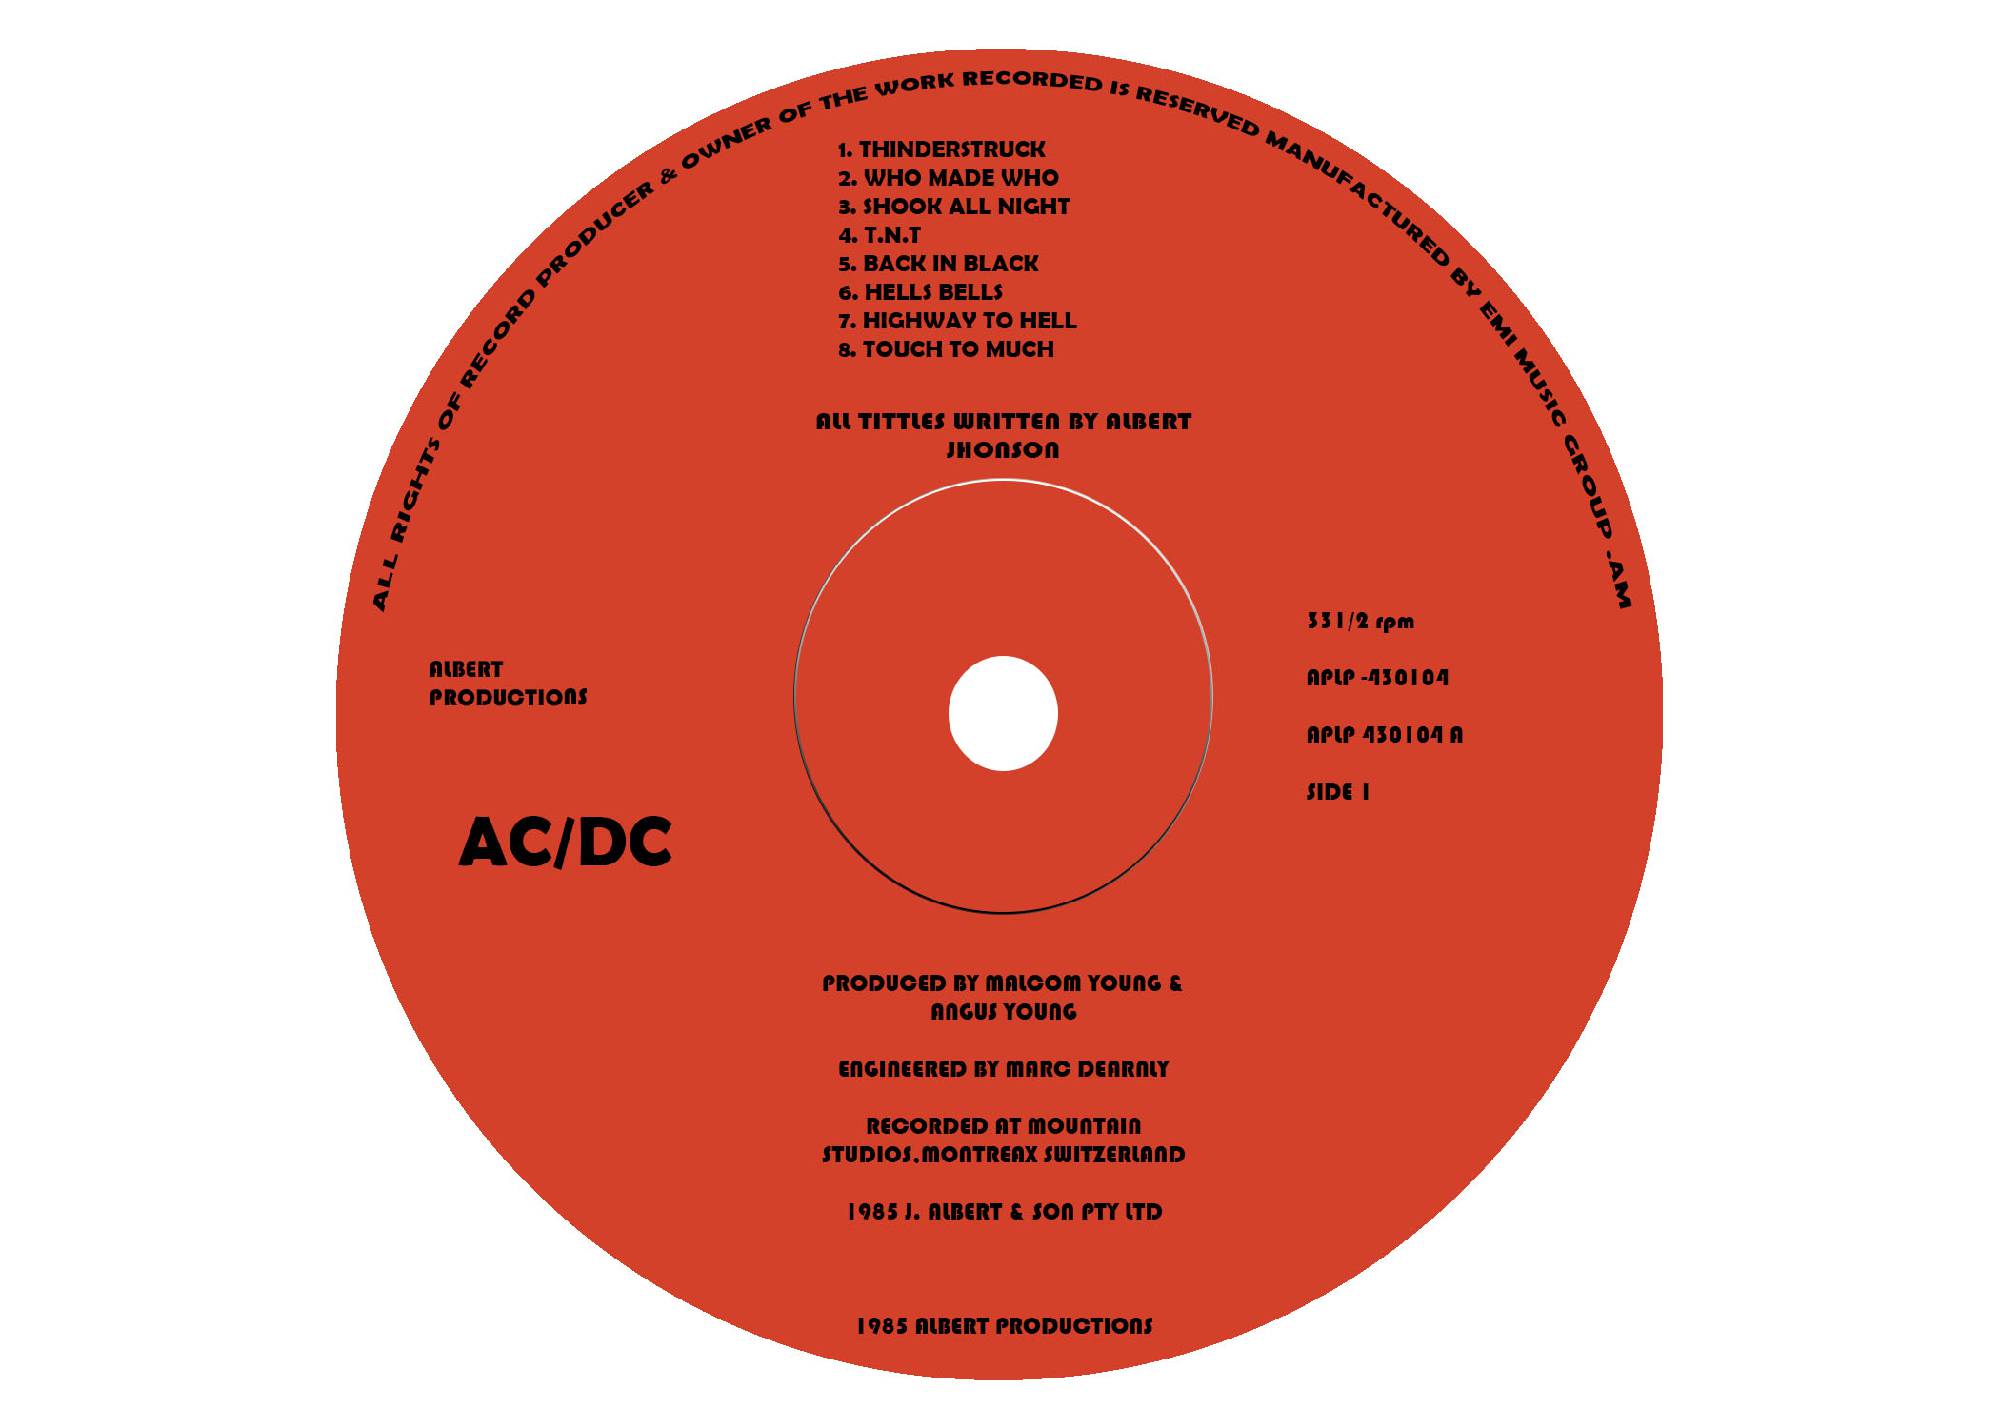 ALL RIGHTS OF RECORD PRODUCER & OWNER OF THE WORK RECORDED IS RESERVED MANUFACTURED BY EMI MUSIC GROUP -AM
1. THINDERSTRUCK
2. WHO MADE WHO
3. SHOOK ALL NIGHT
4. T.N.T
5. BACK IN BLACK
6. HELLS BELLS
7. HIGHWAY TO HELL
8. TOUCH TO MUCH
ALL TITTLES WRITTEN BY ALBERT
JHONSON
ALBERT
PRODUCTIONS
AC/DC
331/2 rpm
APLP -430104
APLP 430104 A
SIDE 1
PRODUCED BY MALCOM YOUNG &
ANGUS YOUNG
ENGINEERED BY MARC DEARNLY
RECORDED AT MOUNTAIN
STUDIOS,MONTREAX SWITZERLAND
1985 J. ALBERT & SON PTY LTD
1985 ALBERT PRODUCTIONS